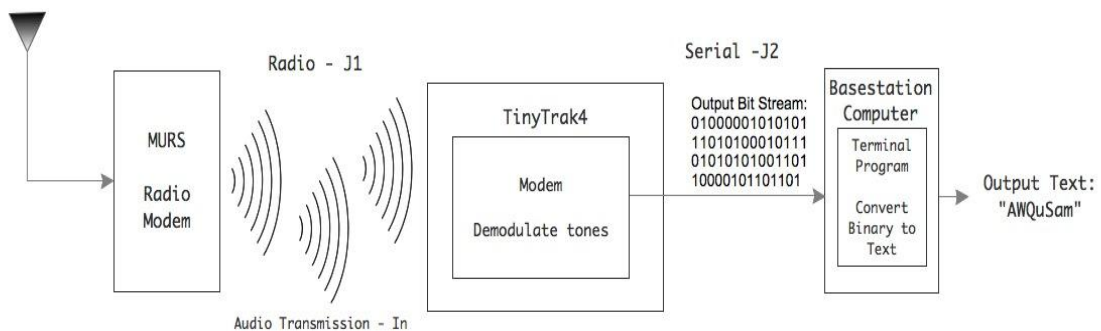 MURS
Radio
Modem
Radio - J1
Audio Transmission - In
TinyTrak4
Modem
Demodulate tones
Serial -J2
Output Bit Stream:
01000001010101
11010100010111
01010101001101
10000101101101
Basestation
Computer
Terminal
Program
Convert
Binary to
Text
Output Text:
"AWQuSam"